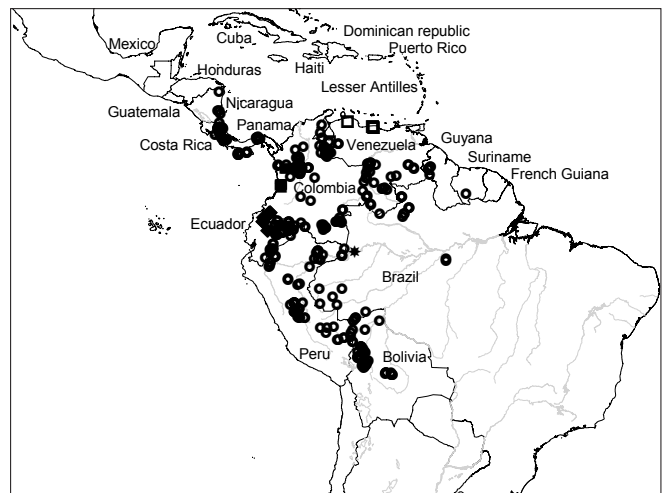 Mexico
Cuba
Dominican republic
Puerto Rico
Haiti
Honduras
Lesser Antilles
Guatemala
Nicaragua
Panama
Costa Rica
Venezuela
Guyana
Suriname
French Guiana
Colombia
Ecuador
Brazil
Peru
Bolivia